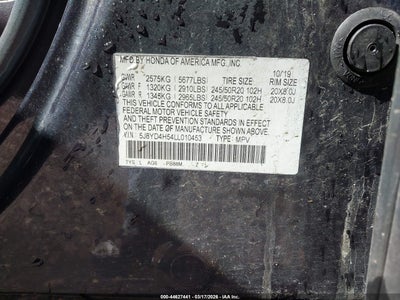 MFD BY HONDA OF AMERICA MFG., INC. 10/19
GVWR 2575KG 5677LBS TIRE SIZE RIM SIZE
GAWR F 1320KG 2910LBS 245/50R20 102H 20X8.0J
GAWR R 1345KG 2965LBS 245/50R20 102H 20X8.0J
THIS VEHICLE CONFORMS TO ALL APPLICABLE
FEDERAL MOTOR VEHICLE SAFETY AND
THEFT PREVENTION STANDARDS IN EFFECT
ON THE DATE OF MANUFACTURE SHOWN ABOVE.
V.I.N.: 5J8YD4H54LL010453 TYPE: MPV
TYS L A06
000-44627441 - 03/17/2026 - IAA Inc.